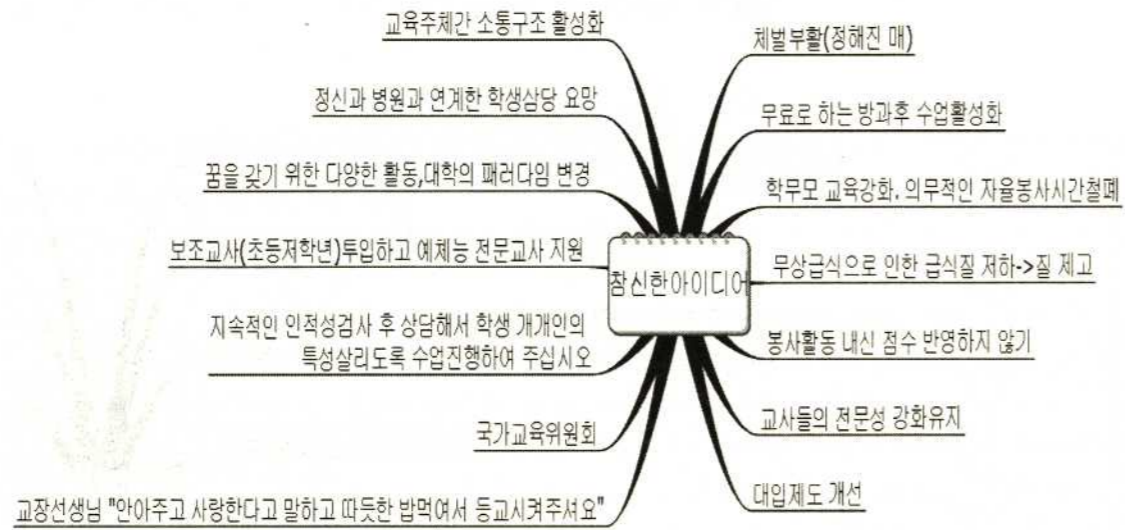 교육주체간 소통구조 활성화
정신과 병원과 연계한 학생삼당 요망
꿈을 갖기 위한 다양한 활동,대학의 패러다임 변경
보조교사(초등저학년)투입하고 예체능 전문교사 지원
지속적인 인적성검사 후 상담해서 학생 개개인의
특성살리도록 수업진행하여 주십시오
국가교육위원회
교장선생님 "안아주고 사랑한다고 말하고 따듯한 밥먹여서 등교시켜주셔요"
참신한아이디어
체벌부활(정해진 매)
무료로 하는 방과후 수업활성화
학무모 교육강화. 의무적인 자율봉사시간철폐
무상급식으로 인한 급식질 저하->질 제고
봉사활동 내신 점수 반영하지 않기
교사들의 전문성 강화유지
대입제도 개선